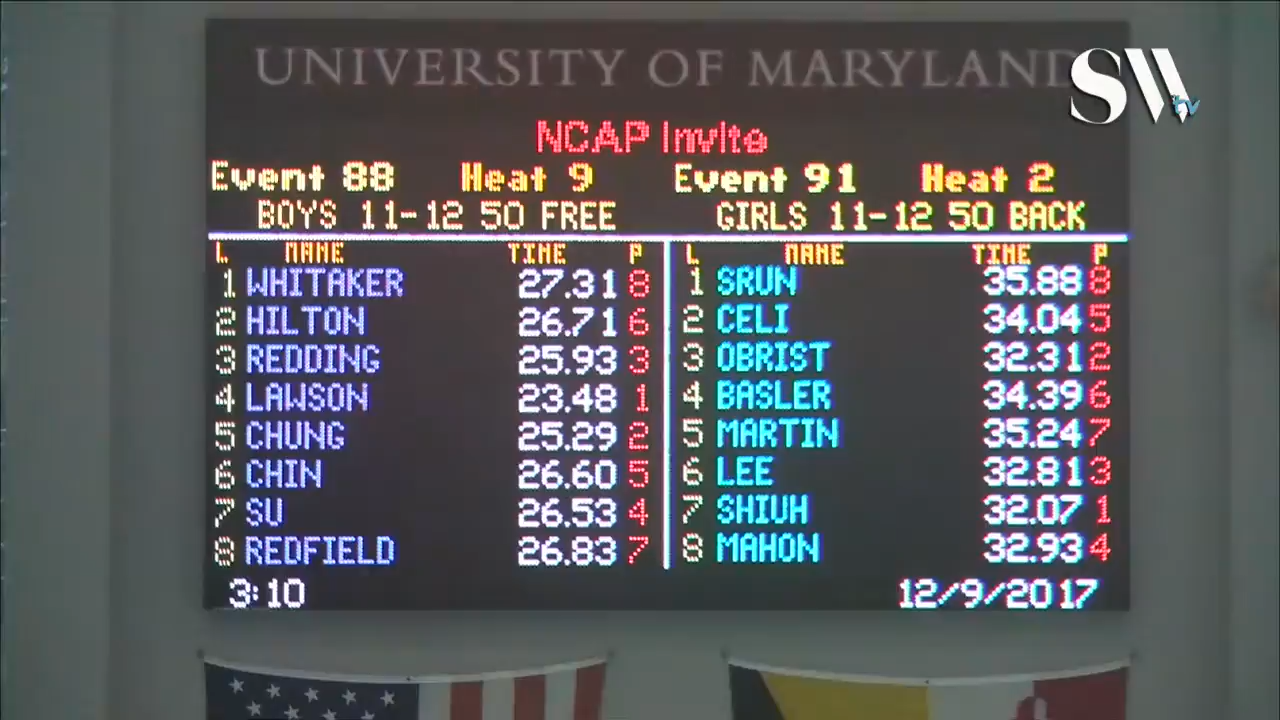 UNIVERSITY OF MARYLAND
SW tv
NCAP Invite
Event 88 Heat 9 Event 91 Heat 2
BOYS 11-12 50 FREE GIRLS 11-12 50 BACK
L NAME TIME P L NAME TIME P
1 WHITAKER 27.31 8 1 SRUN 35.88 8
2 HILTON 26.71 6 2 CELI 34.04 5
3 REDDING 25.93 3 3 OBRIST 32.31 2
4 LAWSON 23.48 1 4 BASLER 34.39 6
5 CHUNG 25.29 2 5 MARTIN 35.24 7
6 CHIN 26.60 5 6 LEE 32.81 3
7 SU 26.53 4 7 SHIUH 32.07 1
8 REDFIELD 26.83 7 8 MAHON 32.93 4
3:10 12/9/2017